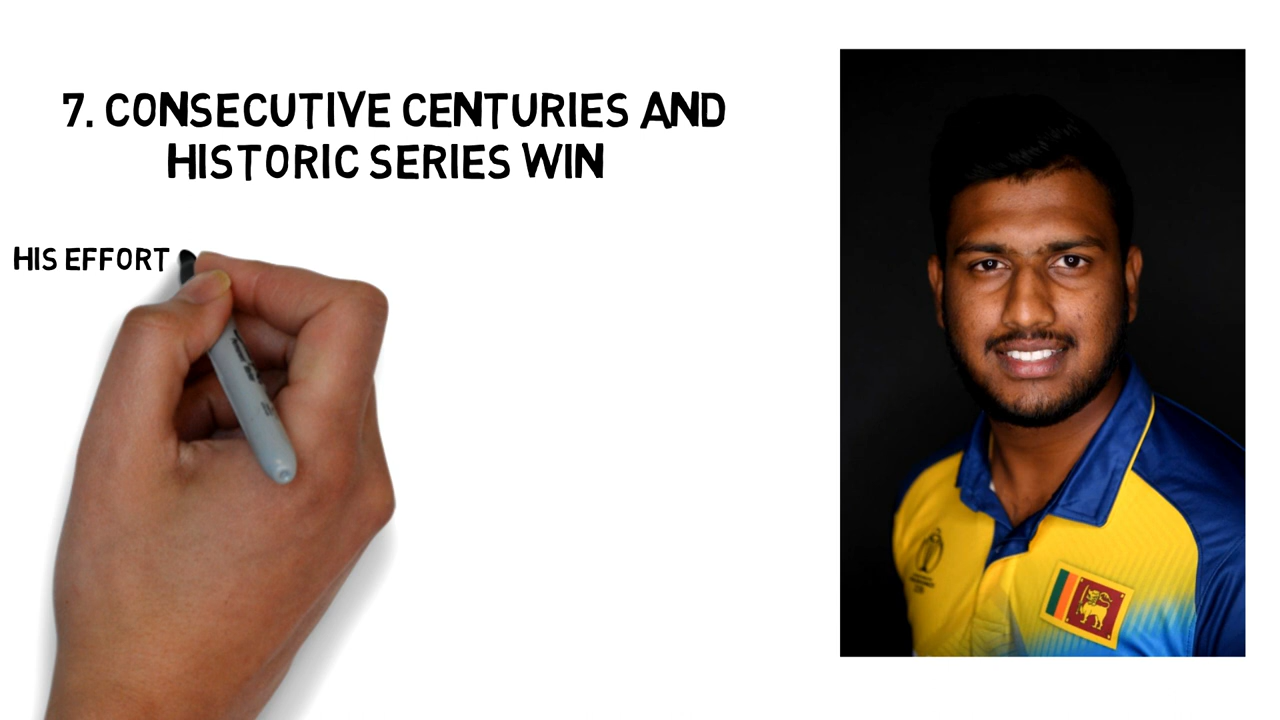 7. CONSECUTIVE CENTURIES AND
HISTORIC SERIES WIN
HIS EFFORT